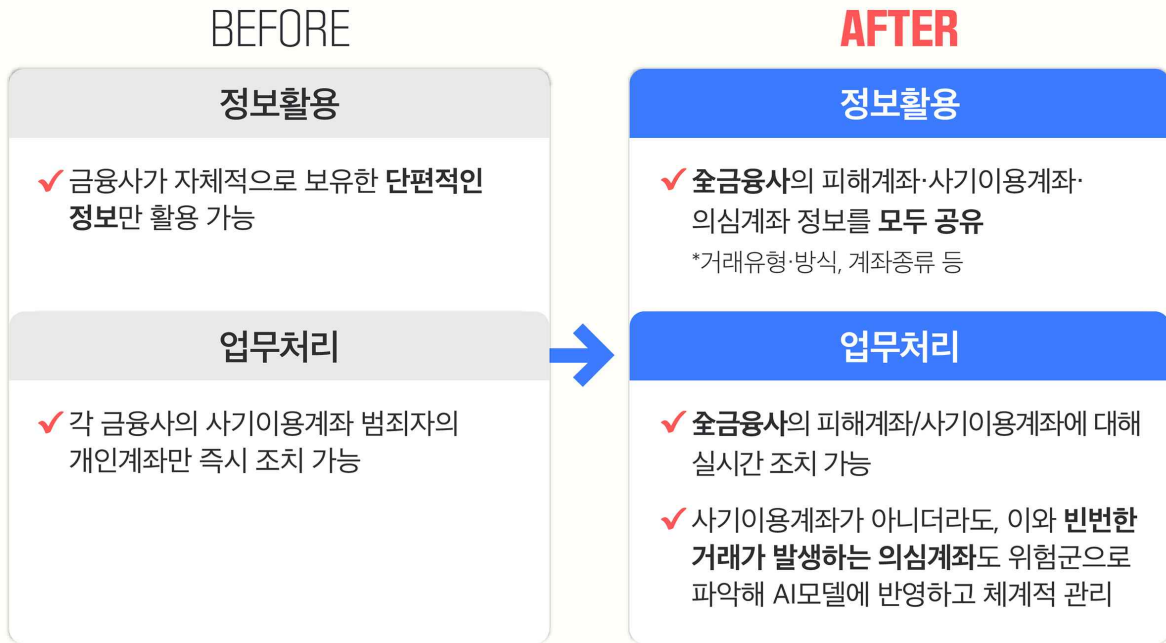 BEFORE
정보활용
✓ 금융사가 자체적으로 보유한 단편적인
정보만 활용 가능
업무처리
✓ 각 금융사의 사기이용계좌 범죄자의
개인계좌만 즉시 조치 가능
AFTER
정보활용
✓ 全금융사의 피해계좌·사기이용계좌·
의심계좌 정보를 모두 공유
*거래유형·방식, 계좌종류 등
업무처리
✓ 全금융사의 피해계좌/사기이용계좌에 대해
실시간 조치 가능
✓ 사기이용계좌가 아니더라도, 이와 빈번한
거래가 발생하는 의심계좌도 위험군으로
파악해 AI모델에 반영하고 체계적 관리